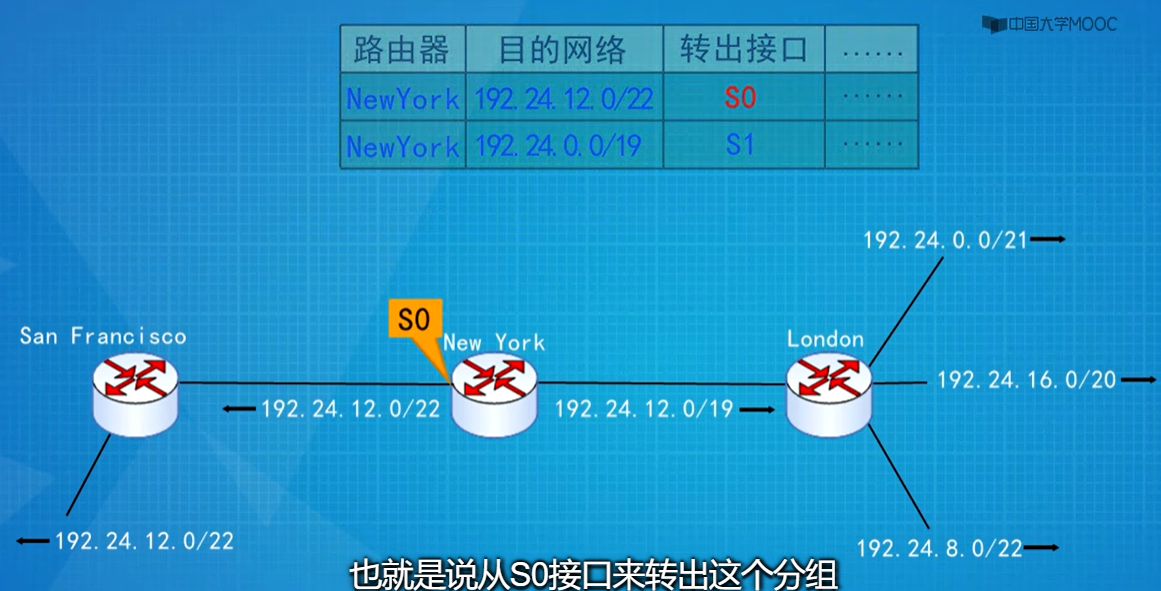 中国大学MOOC
路由器 目的网络 转出接口 ······
NewYork 192.24.12.0/22 S0 ······
NewYork 192.24.0.0/19 S1 ······
192.24.0.0/21
S0
San Francisco
New York
London
192.24.16.0/20
192.24.12.0/22
192.24.12.0/19
192.24.12.0/22
192.24.8.0/22
也就是说从S0接口来转出这个分组